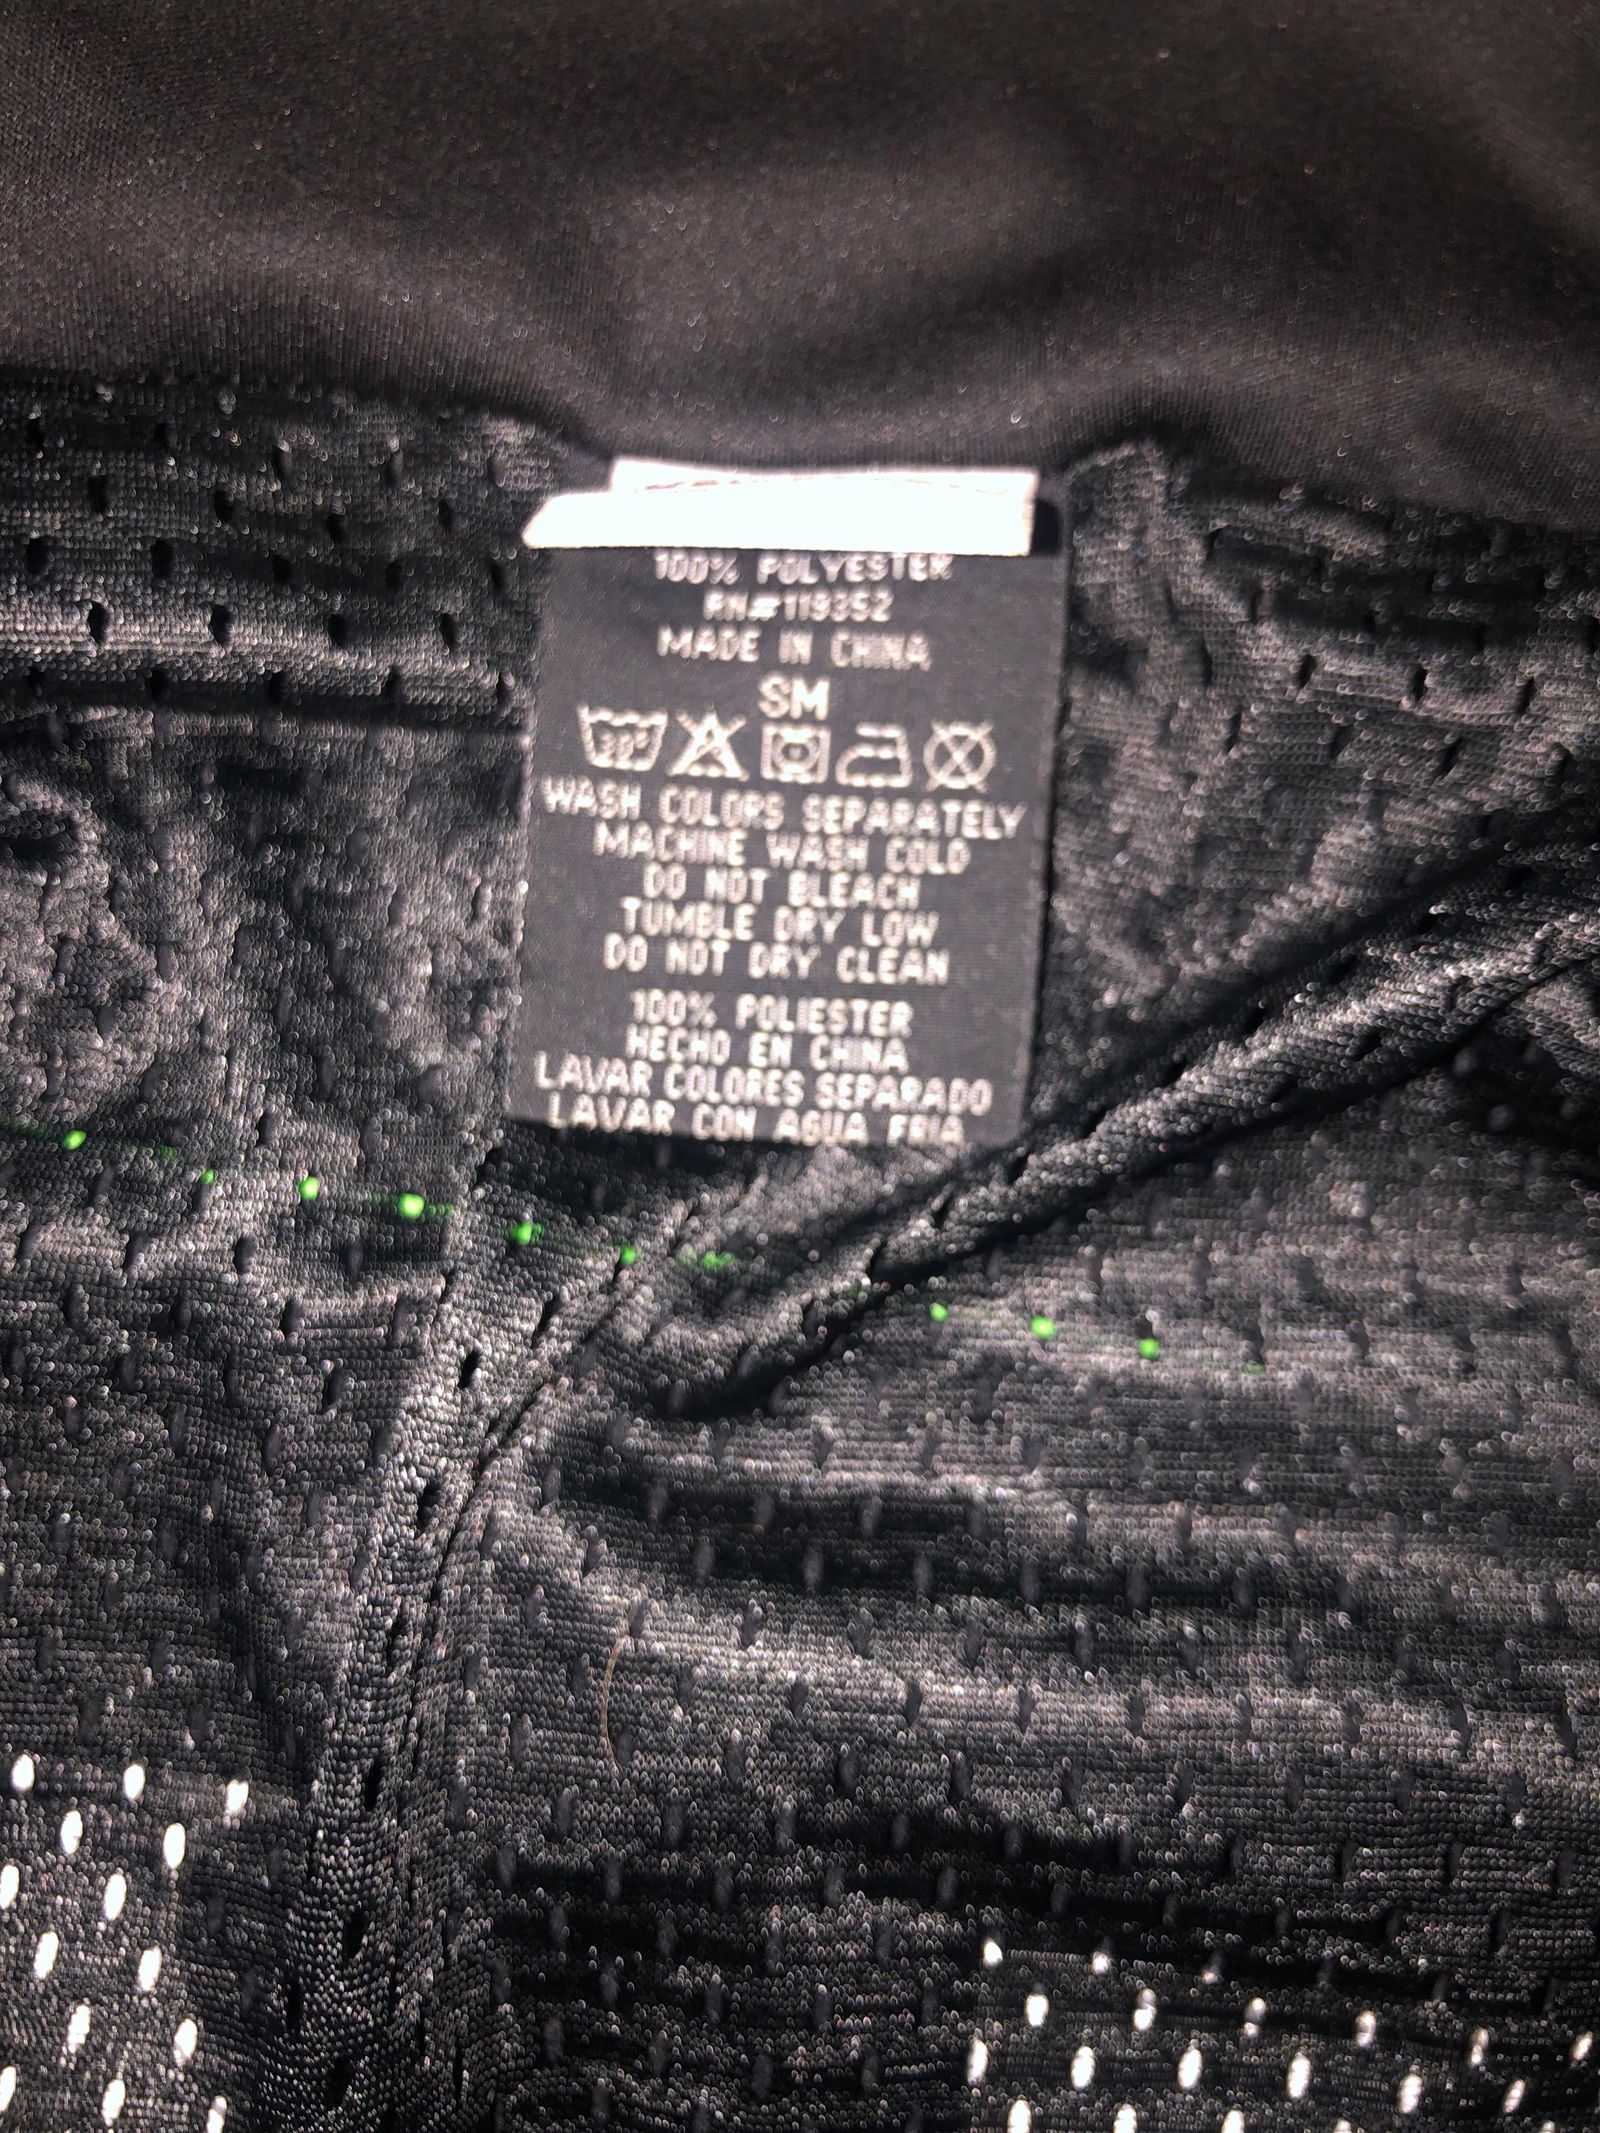 100% POLYESTER
RN#119352
MADE IN CHINA
SM
30°
WASH COLORS SEPARATELY
MACHINE WASH COLD
DO NOT BLEACH
TUMBLE DRY LOW
DO NOT DRY CLEAN
100% POLIESTER
HECHO EN CHINA
LAVAR COLORES SEPARADO
LAVAR CON AGUA FRIA